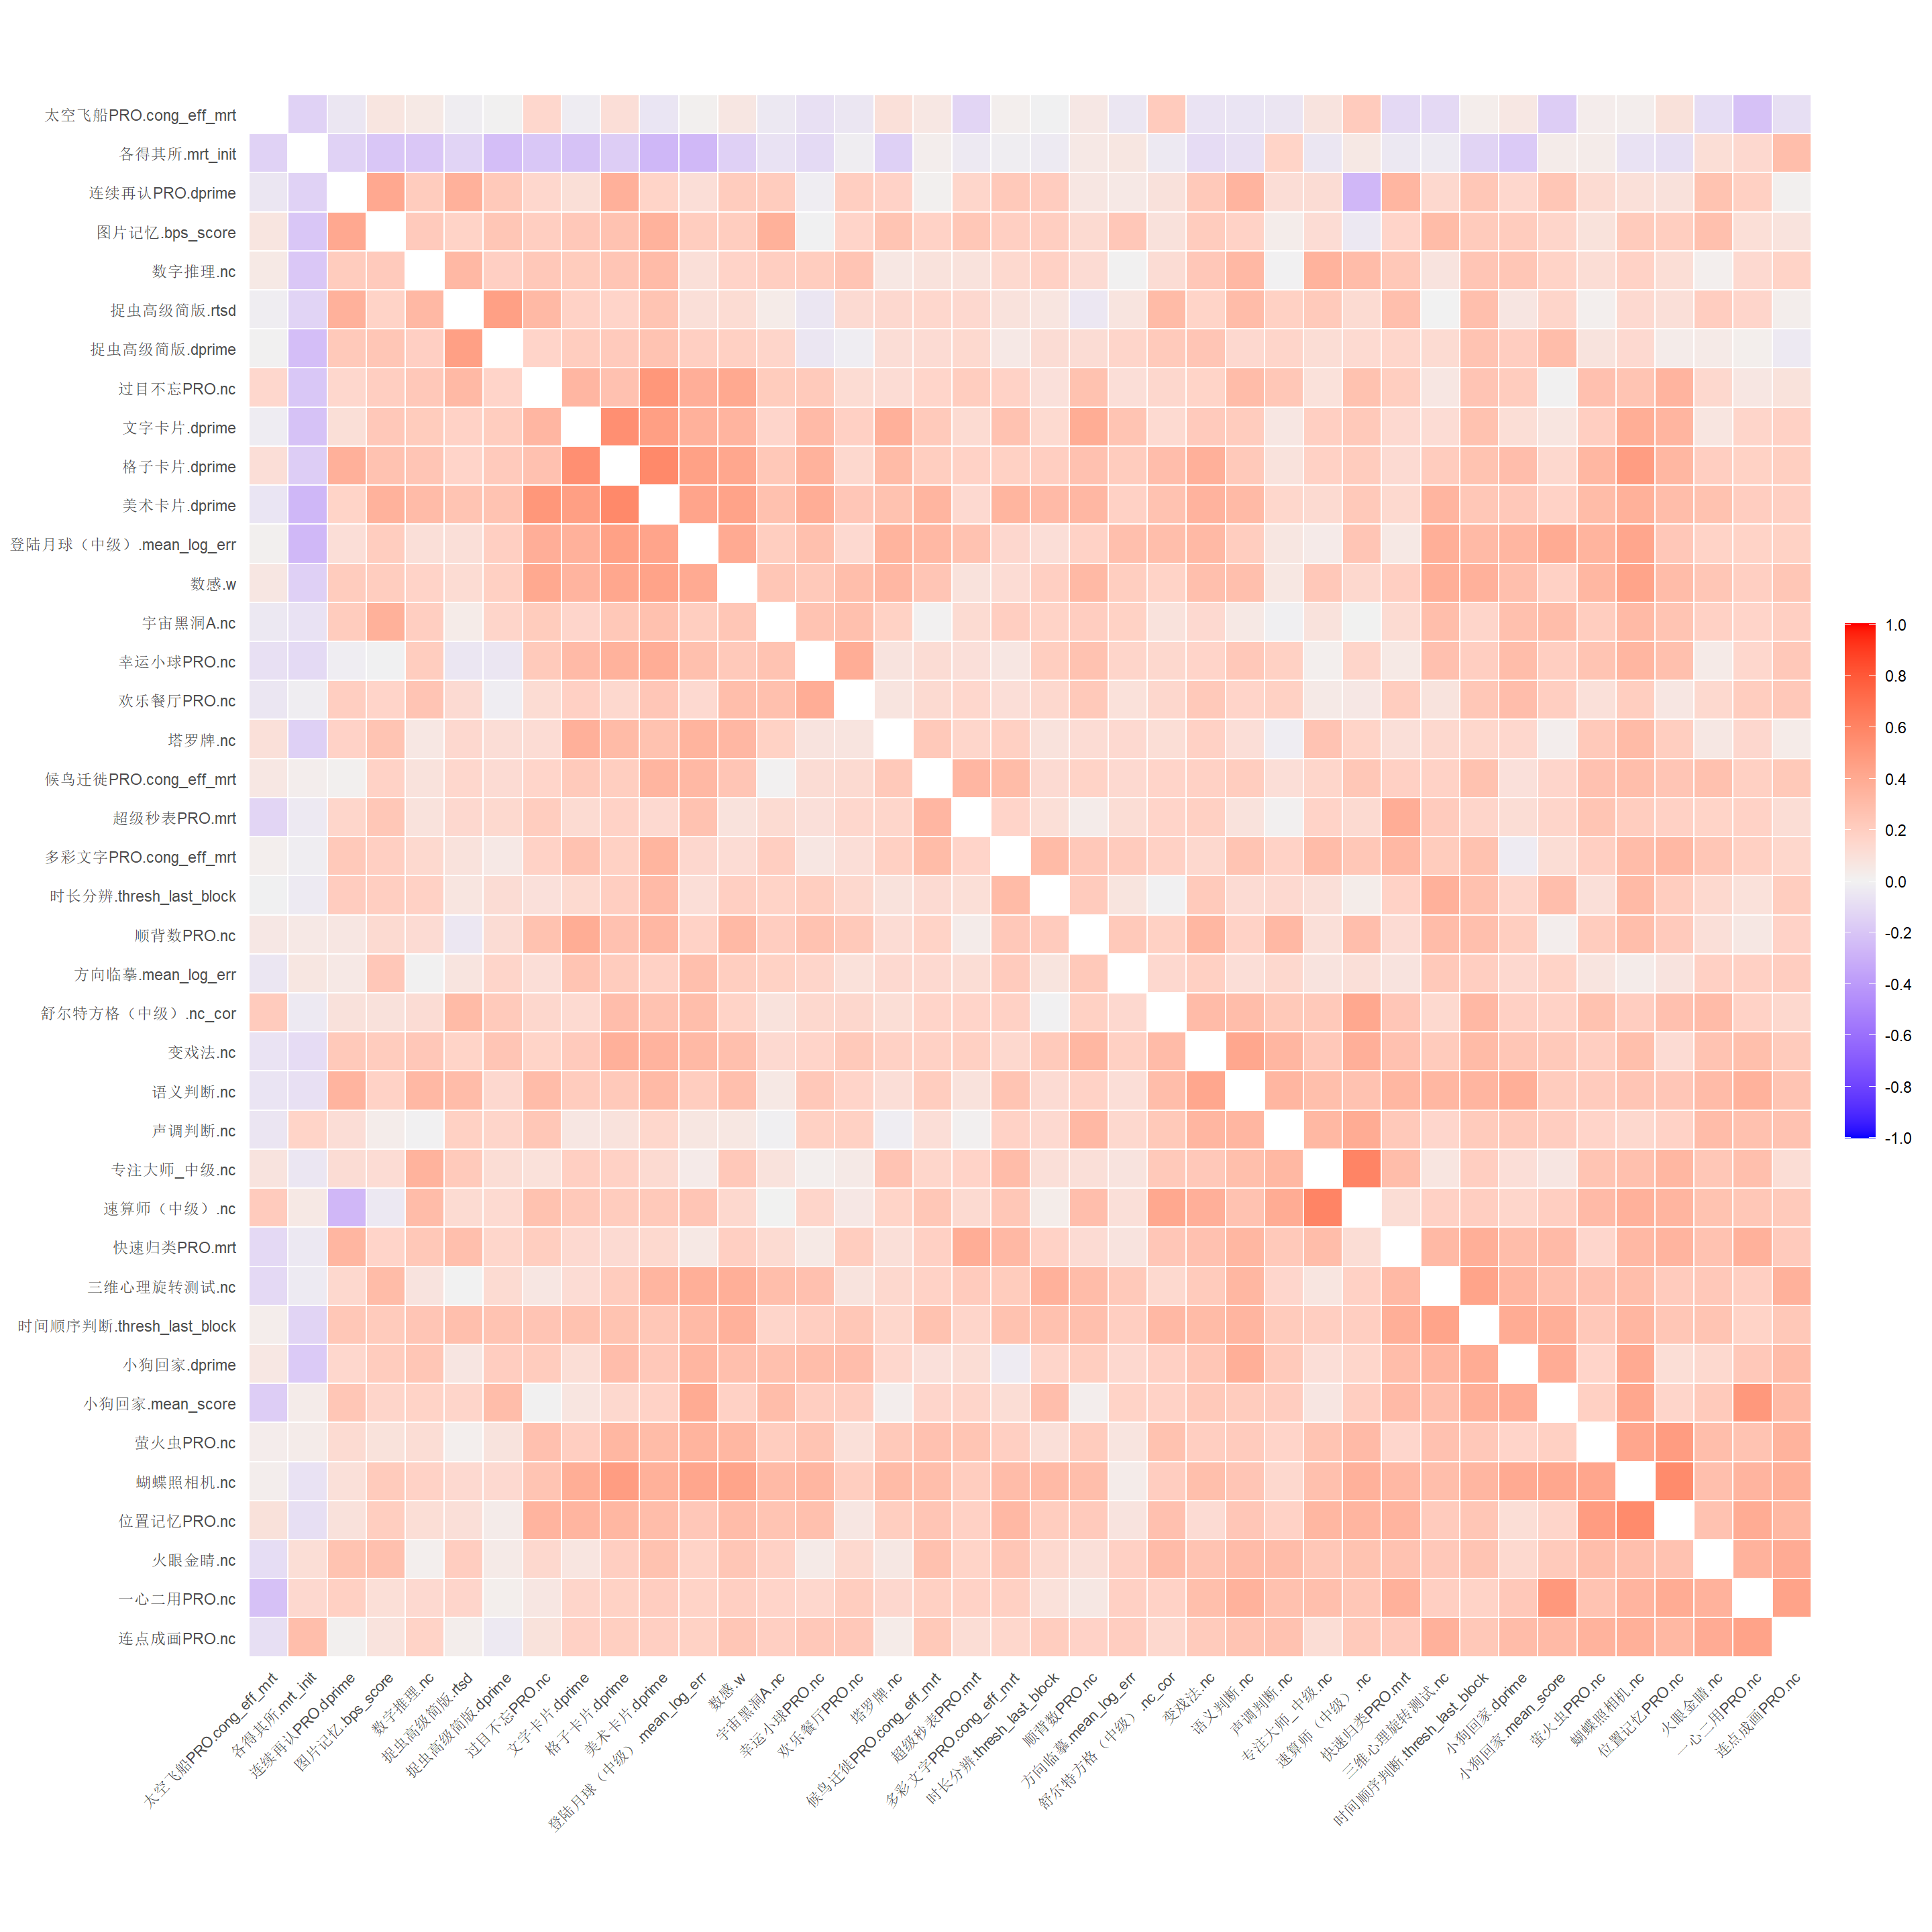 太空飞船PRO.cong_eff_mrt
各得其所.mrt_init
连续再认PRO.dprime
图片记忆.bps_score
数字推理.nc
捉虫高级简版.rtsd
捉虫高级简版.dprime
过目不忘PRO.nc
文字卡片.dprime
格子卡片.dprime
美术卡片.dprime
登陆月球（中级）.mean_log_err
数感.w
宇宙黑洞A.nc
幸运小球PRO.nc
欢乐餐厅PRO.nc
塔罗牌.nc
候鸟迁徙PRO.cong_eff_mrt
超级秒表PRO.mrt
多彩文字PRO.cong_eff_mrt
时长分辨.thresh_last_block
顺背数PRO.nc
方向临摹.mean_log_err
舒尔特方格（中级）.nc_cor
变戏法.nc
语义判断.nc
声调判断.nc
专注大师_中级.nc
速算师（中级）.nc
快速归类PRO.mrt
三维心理旋转测试.nc
时间顺序判断.thresh_last_block
小狗回家.dprime
小狗回家.mean_score
萤火虫PRO.nc
蝴蝶照相机.nc
位置记忆PRO.nc
火眼金睛.nc
一心二用PRO.nc
连点成画PRO.nc
太空飞船PRO.cong_eff_mrt
各得其所.mrt_init
连续再认PRO.dprime
图片记忆.bps_score
数字推理.nc
捉虫高级简版.rtsd
捉虫高级简版.dprime
过目不忘PRO.nc
文字卡片.dprime
格子卡片.dprime
美术卡片.dprime
登陆月球（中级）.mean_log_err
数感.w
宇宙黑洞A.nc
幸运小球PRO.nc
欢乐餐厅PRO.nc
塔罗牌.nc
候鸟迁徙PRO.cong_eff_mrt
超级秒表PRO.mrt
多彩文字PRO.cong_eff_mrt
时长分辨.thresh_last_block
顺背数PRO.nc
方向临摹.mean_log_err
舒尔特方格（中级）.nc_cor
变戏法.nc
语义判断.nc
声调判断.nc
专注大师_中级.nc
速算师（中级）.nc
快速归类PRO.mrt
三维心理旋转测试.nc
时间顺序判断.thresh_last_block
小狗回家.dprime
小狗回家.mean_score
萤火虫PRO.nc
蝴蝶照相机.nc
位置记忆PRO.nc
火眼金睛.nc
一心二用PRO.nc
连点成画PRO.nc
1.0
0.8
0.6
0.4
0.2
0.0
-0.2
-0.4
-0.6
-0.8
-1.0